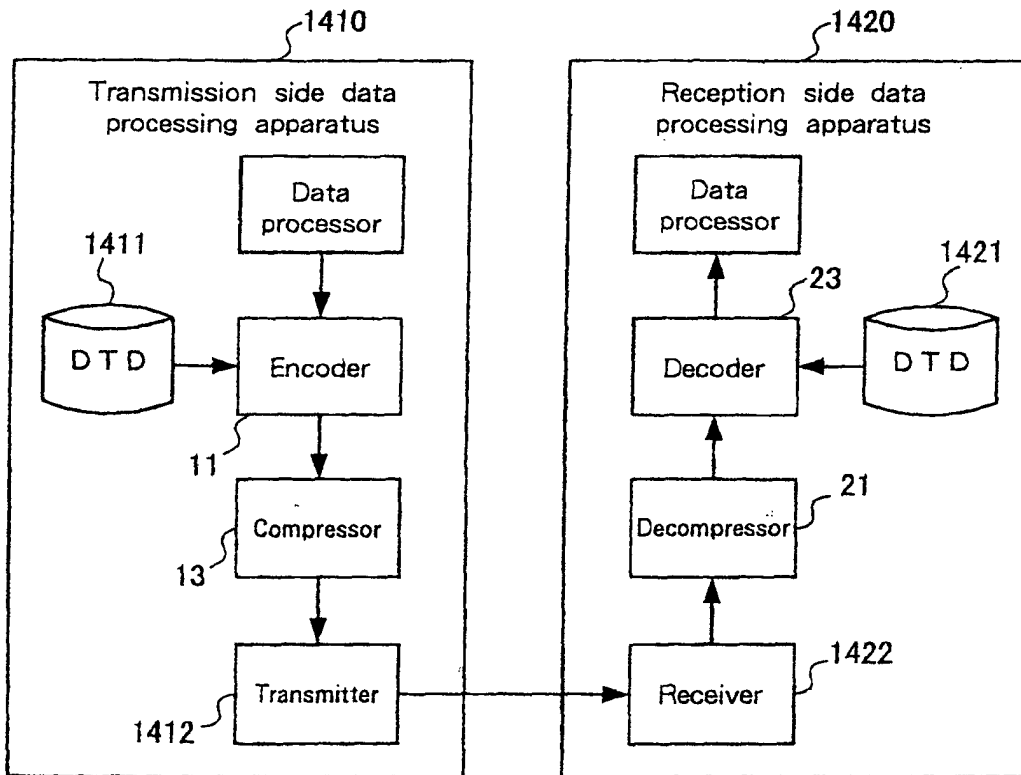 1410
1420
Transmission side data
processing apparatus
Reception side data
processing apparatus
Data
processor
Data
processor
1411
1421
23
DTD
Encoder
Decoder
DTD
11
21
Compressor
Decompressor
13
1422
Transmitter
Receiver
1412